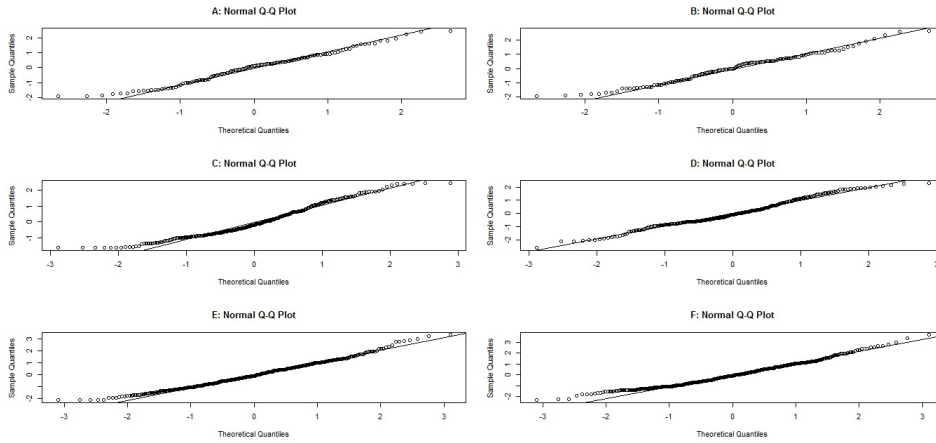 A: Normal Q-Q Plot
Sample Quantiles
-2 -1 0 1 2
-1 0 1 2
Theoretical Quantiles
B: Normal Q-Q Plot
Sample Quantiles
-2 -1 0 1 2
-2 -1 0 1 2
Theoretical Quantiles
C: Normal Q-Q Plot
Sample Quantiles
-1 0 1 2
-3 -2 -1 0 1 2 3
Theoretical Quantiles
D: Normal Q-Q Plot
Sample Quantiles
-2 -1 0 1 2
-3 -2 -1 0 1 2 3
Theoretical Quantiles
E: Normal Q-Q Plot
Sample Quantiles
-2 0 1 2 3
-3 -2 -1 0 1 2 3
Theoretical Quantiles
F: Normal Q-Q Plot
Sample Quantiles
-2 0 1 2 3
-3 -2 -1 0 1 2 3
Theoretical Quantiles